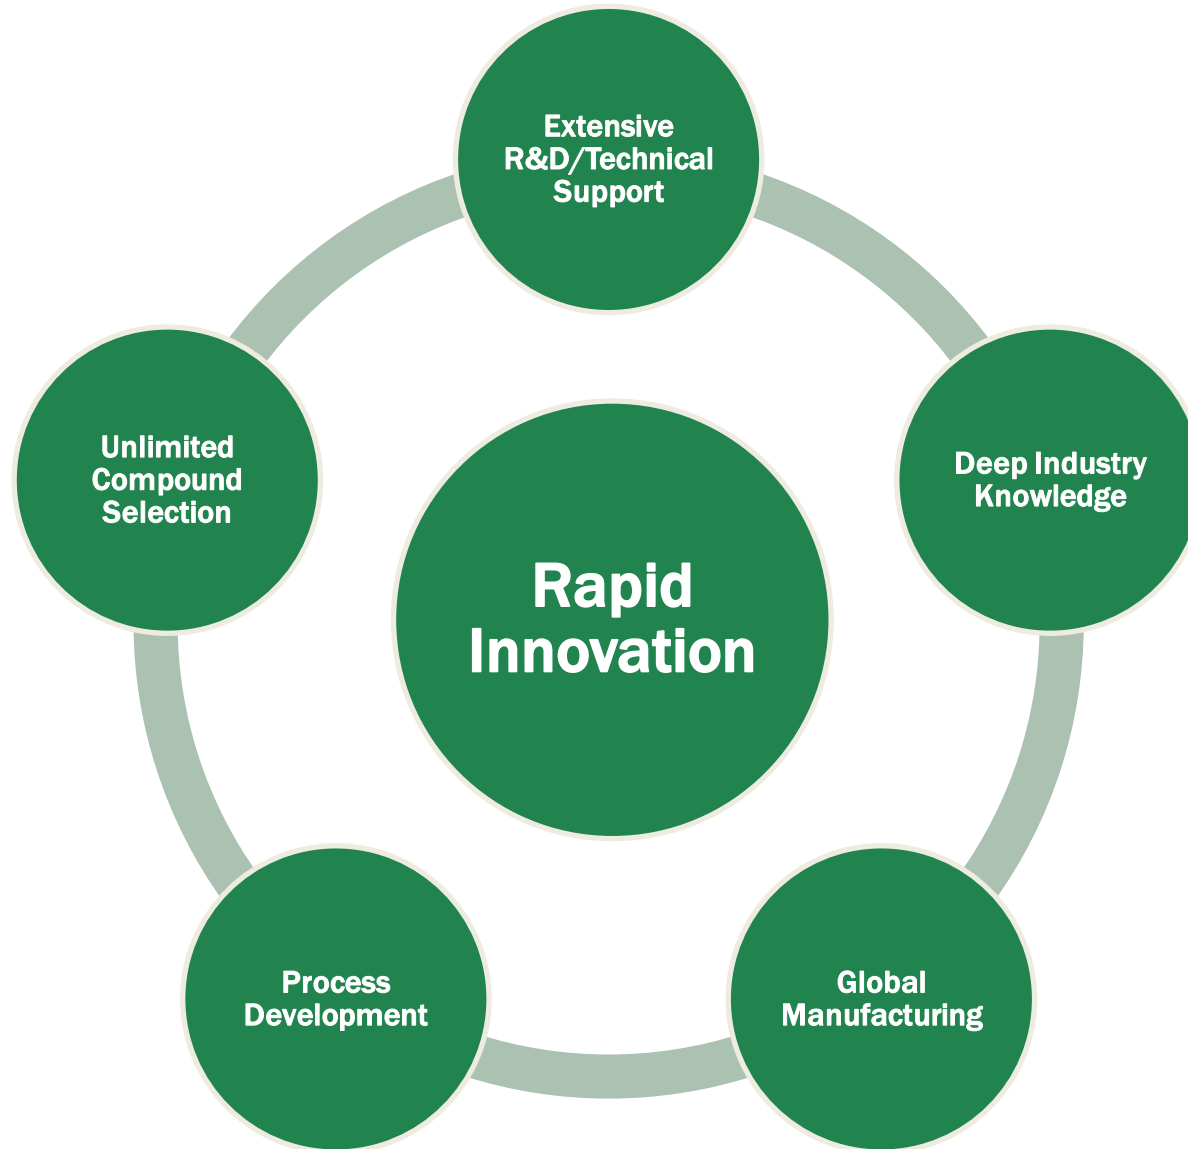 Extensive
R&D/Technical
Support
Unlimited
Compound
Selection
Deep Industry
Knowledge
Rapid
Innovation
Process
Development
Global
Manufacturing